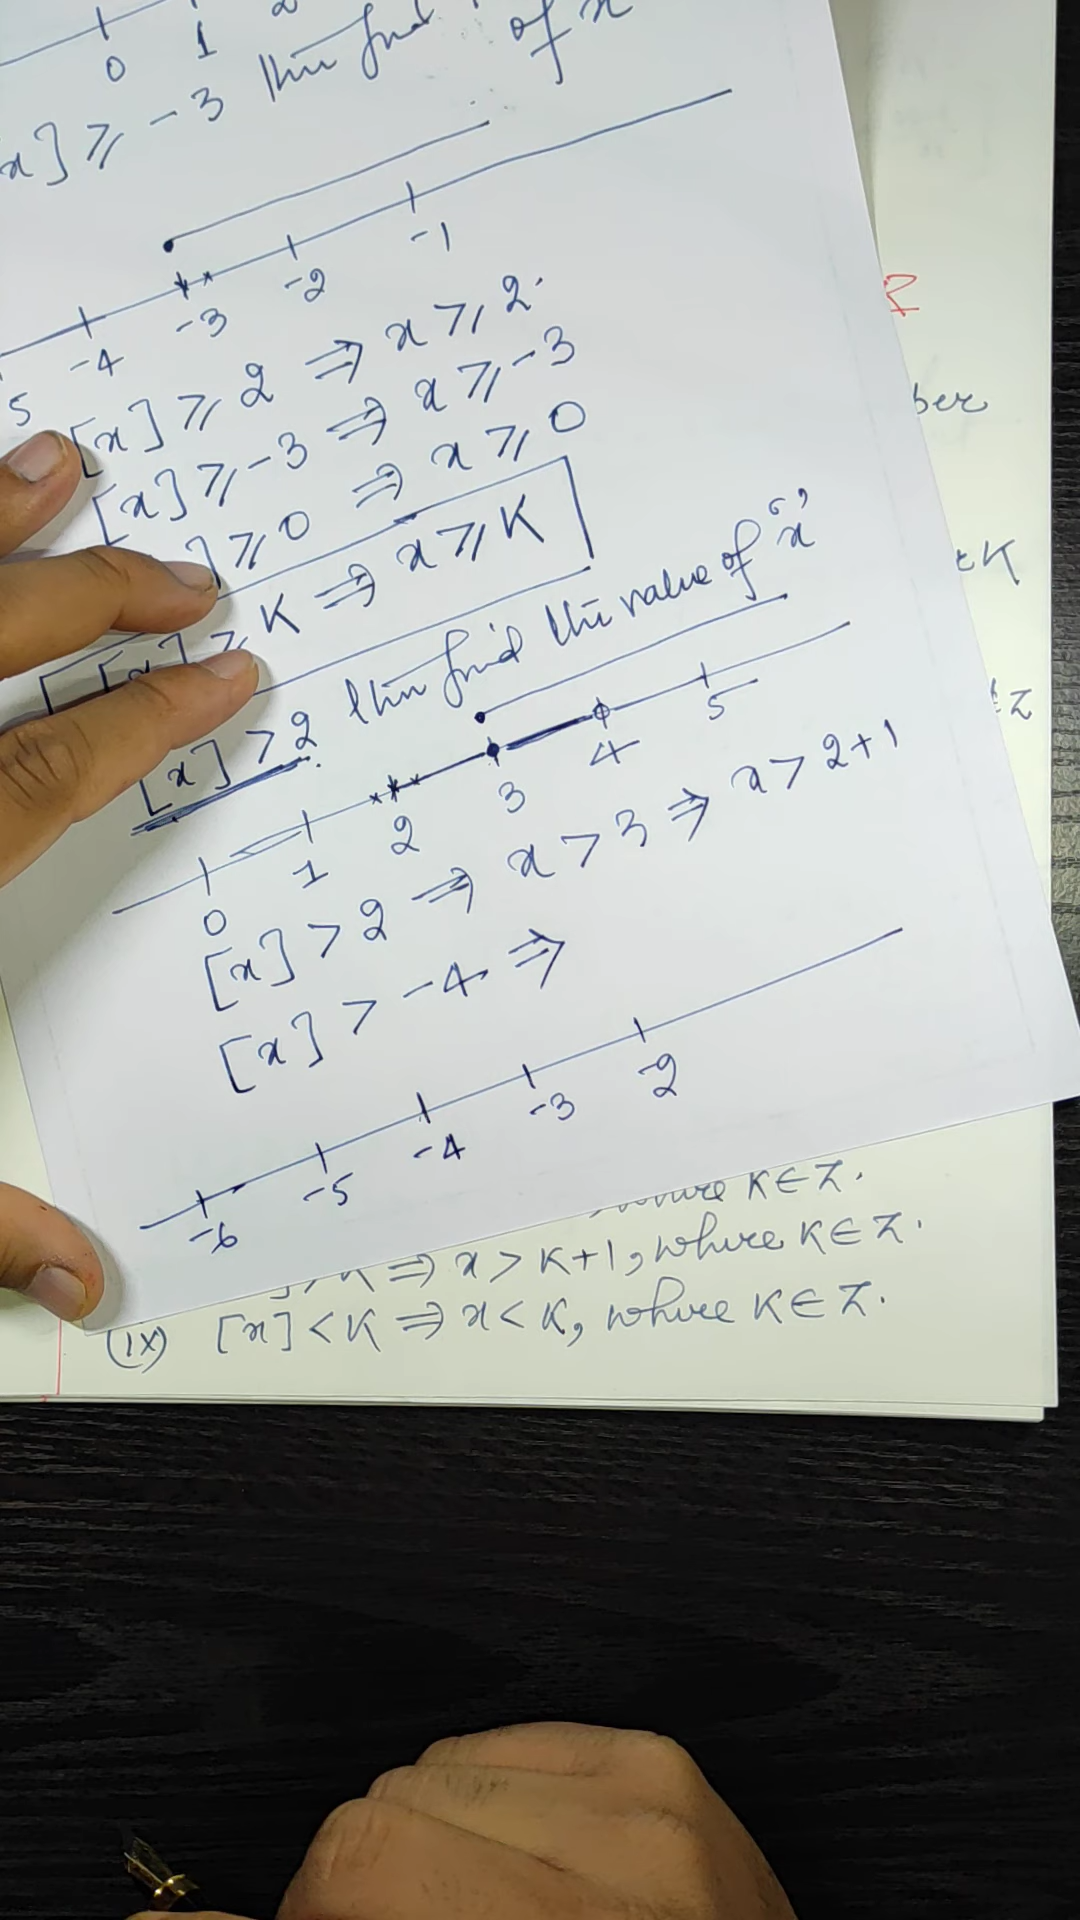 0 1 2
x] ⩾ -3 then find of x
5 -4 -3 -2 -1
[x] ⩾ 2 ⇒ x ⩾ 2.
[x] ⩾ -3 ⇒ x ⩾ -3
] ⩾ 0 ⇒ x ⩾ 0
[x] ⩾ K ⇒ x ⩾ K
[x] > 2 then find the value of "x"
0 1 2 3 4 5
[x] > 2 ⇒ x > 3 ⇒ x > 2+1
[x] > -4 ⇒
-6 -5 -4 -3 -2
R
ber
K
Z
where K∈Z.
] > K ⇒ x > K+1, where K∈Z.
(ix) [x] < K ⇒ x < K, where K∈Z.